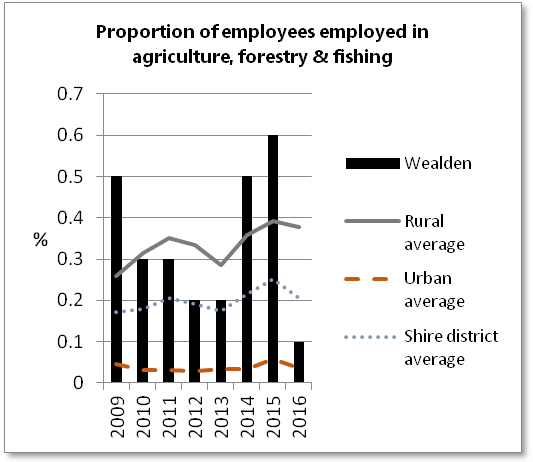 Proportion of employees employed in
agriculture, forestry & fishing
0.7
0.6
0.5
0.4
0.3
0.2
0.1
0
%
2009
2010
2011
2012
2013
2014
2015
2016
Wealden
Rural
average
Urban
average
Shire district
average